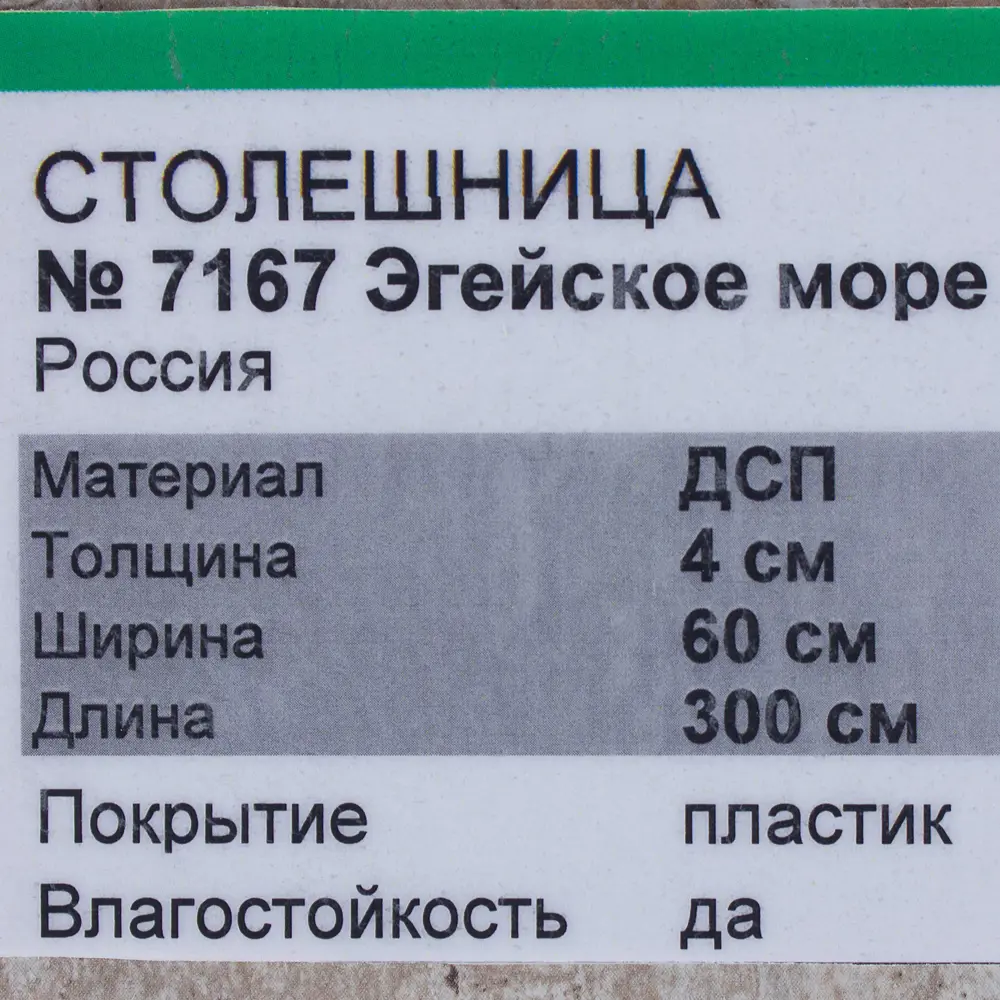 СТОЛЕШНИЦА
№ 7167 Эгейское море
Россия
Материал ДСП
Толщина 4 см
Ширина 60 см
Длина 300 см
Покрытие пластик
Влагостойкость да